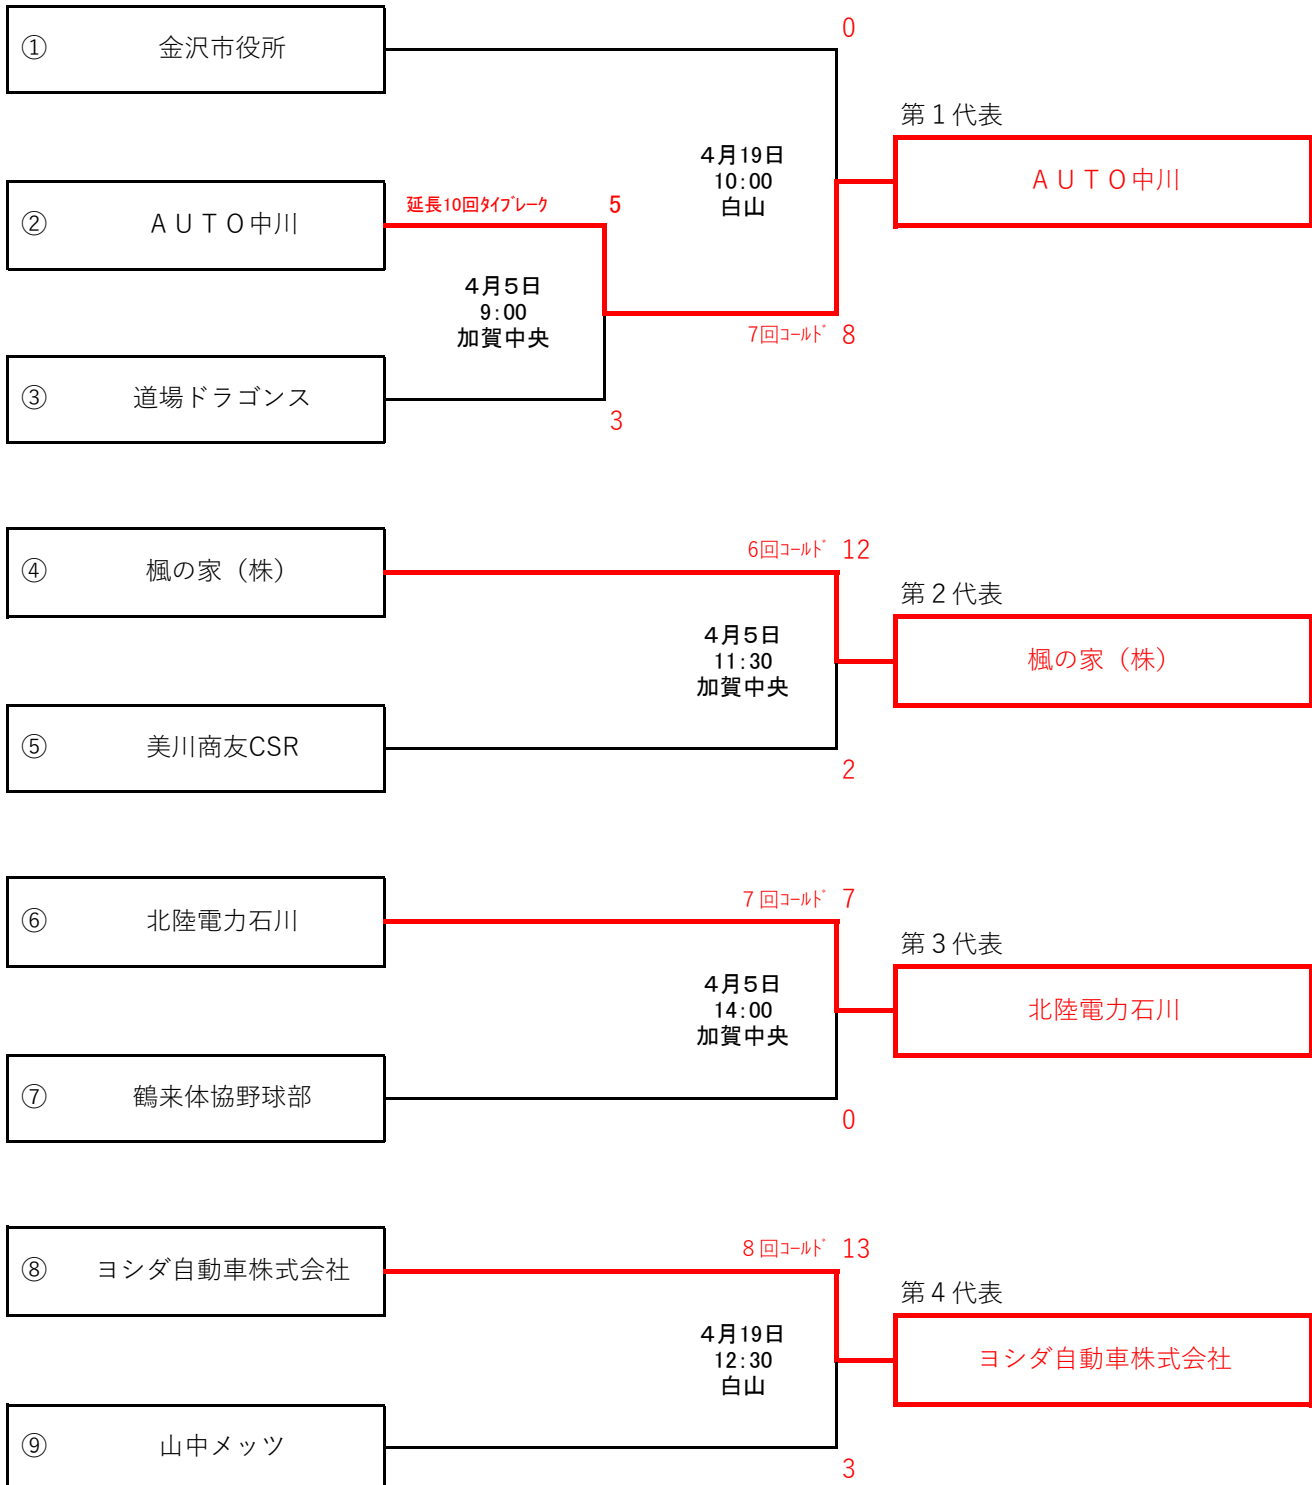 0
① 金沢市役所
第１代表
4月19日
10:00
白山
ＡＵＴＯ中川
延長10回ﾀｲﾌﾞﾚｰｸ 5
② ＡＵＴＯ中川
4月5日
9:00
加賀中央
7回ｺｰﾙﾄﾞ 8
③ 道場ドラゴンス
3
6回ｺｰﾙﾄﾞ 12
④ 楓の家（株）
第２代表
4月5日
11:30
加賀中央
楓の家（株）
⑤ 美川商友CSR
2
７回ｺｰﾙﾄﾞ 7
⑥ 北陸電力石川
第３代表
4月5日
14:00
加賀中央
北陸電力石川
⑦ 鶴来体協野球部
0
８回ｺｰﾙﾄﾞ 13
⑧ ヨシダ自動車株式会社
第４代表
4月19日
12:30
白山
ヨシダ自動車株式会社
⑨ 山中メッツ
3